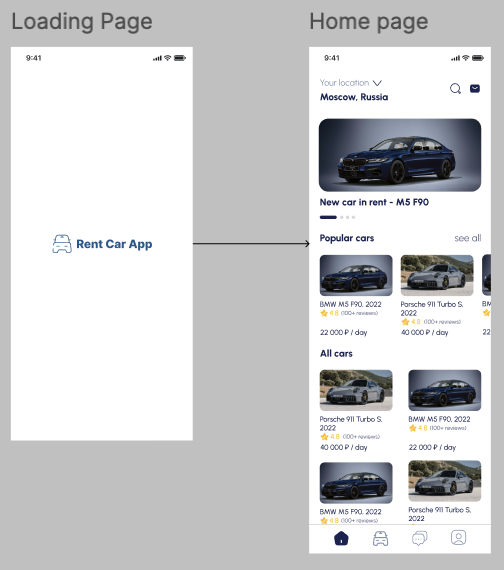 Loading Page
Home page
9:41
Rent Car App
9:41
Your location
Moscow, Russia
New car in rent - M5 F90
Popular cars
see all
BMW M5 F90, 2022
4.8 (100+ reviews)
22 000 ₽ / day
Porsche 911 Turbo S,
2022
4.8 (100+ reviews)
40 000 ₽ / day
BM
22
All cars
Porsche 911 Turbo S,
2022
4.8 (100+ reviews)
40 000 ₽ / day
BMW M5 F90, 2022
4.8 (100+ reviews)
22 000 ₽ / day
BMW M5 F90, 2022
4.8 (100+ reviews)
Porsche 911 Turbo S,
2022